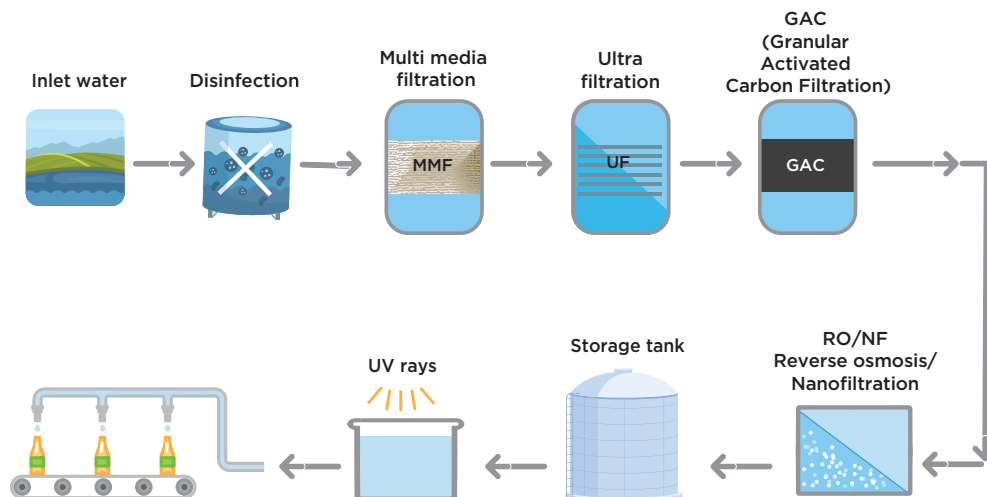 Inlet water
Disinfection
Multi media
filtration
Ultra
filtration
GAC
(Granular
Activated
Carbon Filtration)
MMF
UF
GAC
RO/NF
Reverse osmosis/
Nanofiltration
Storage tank
UV rays